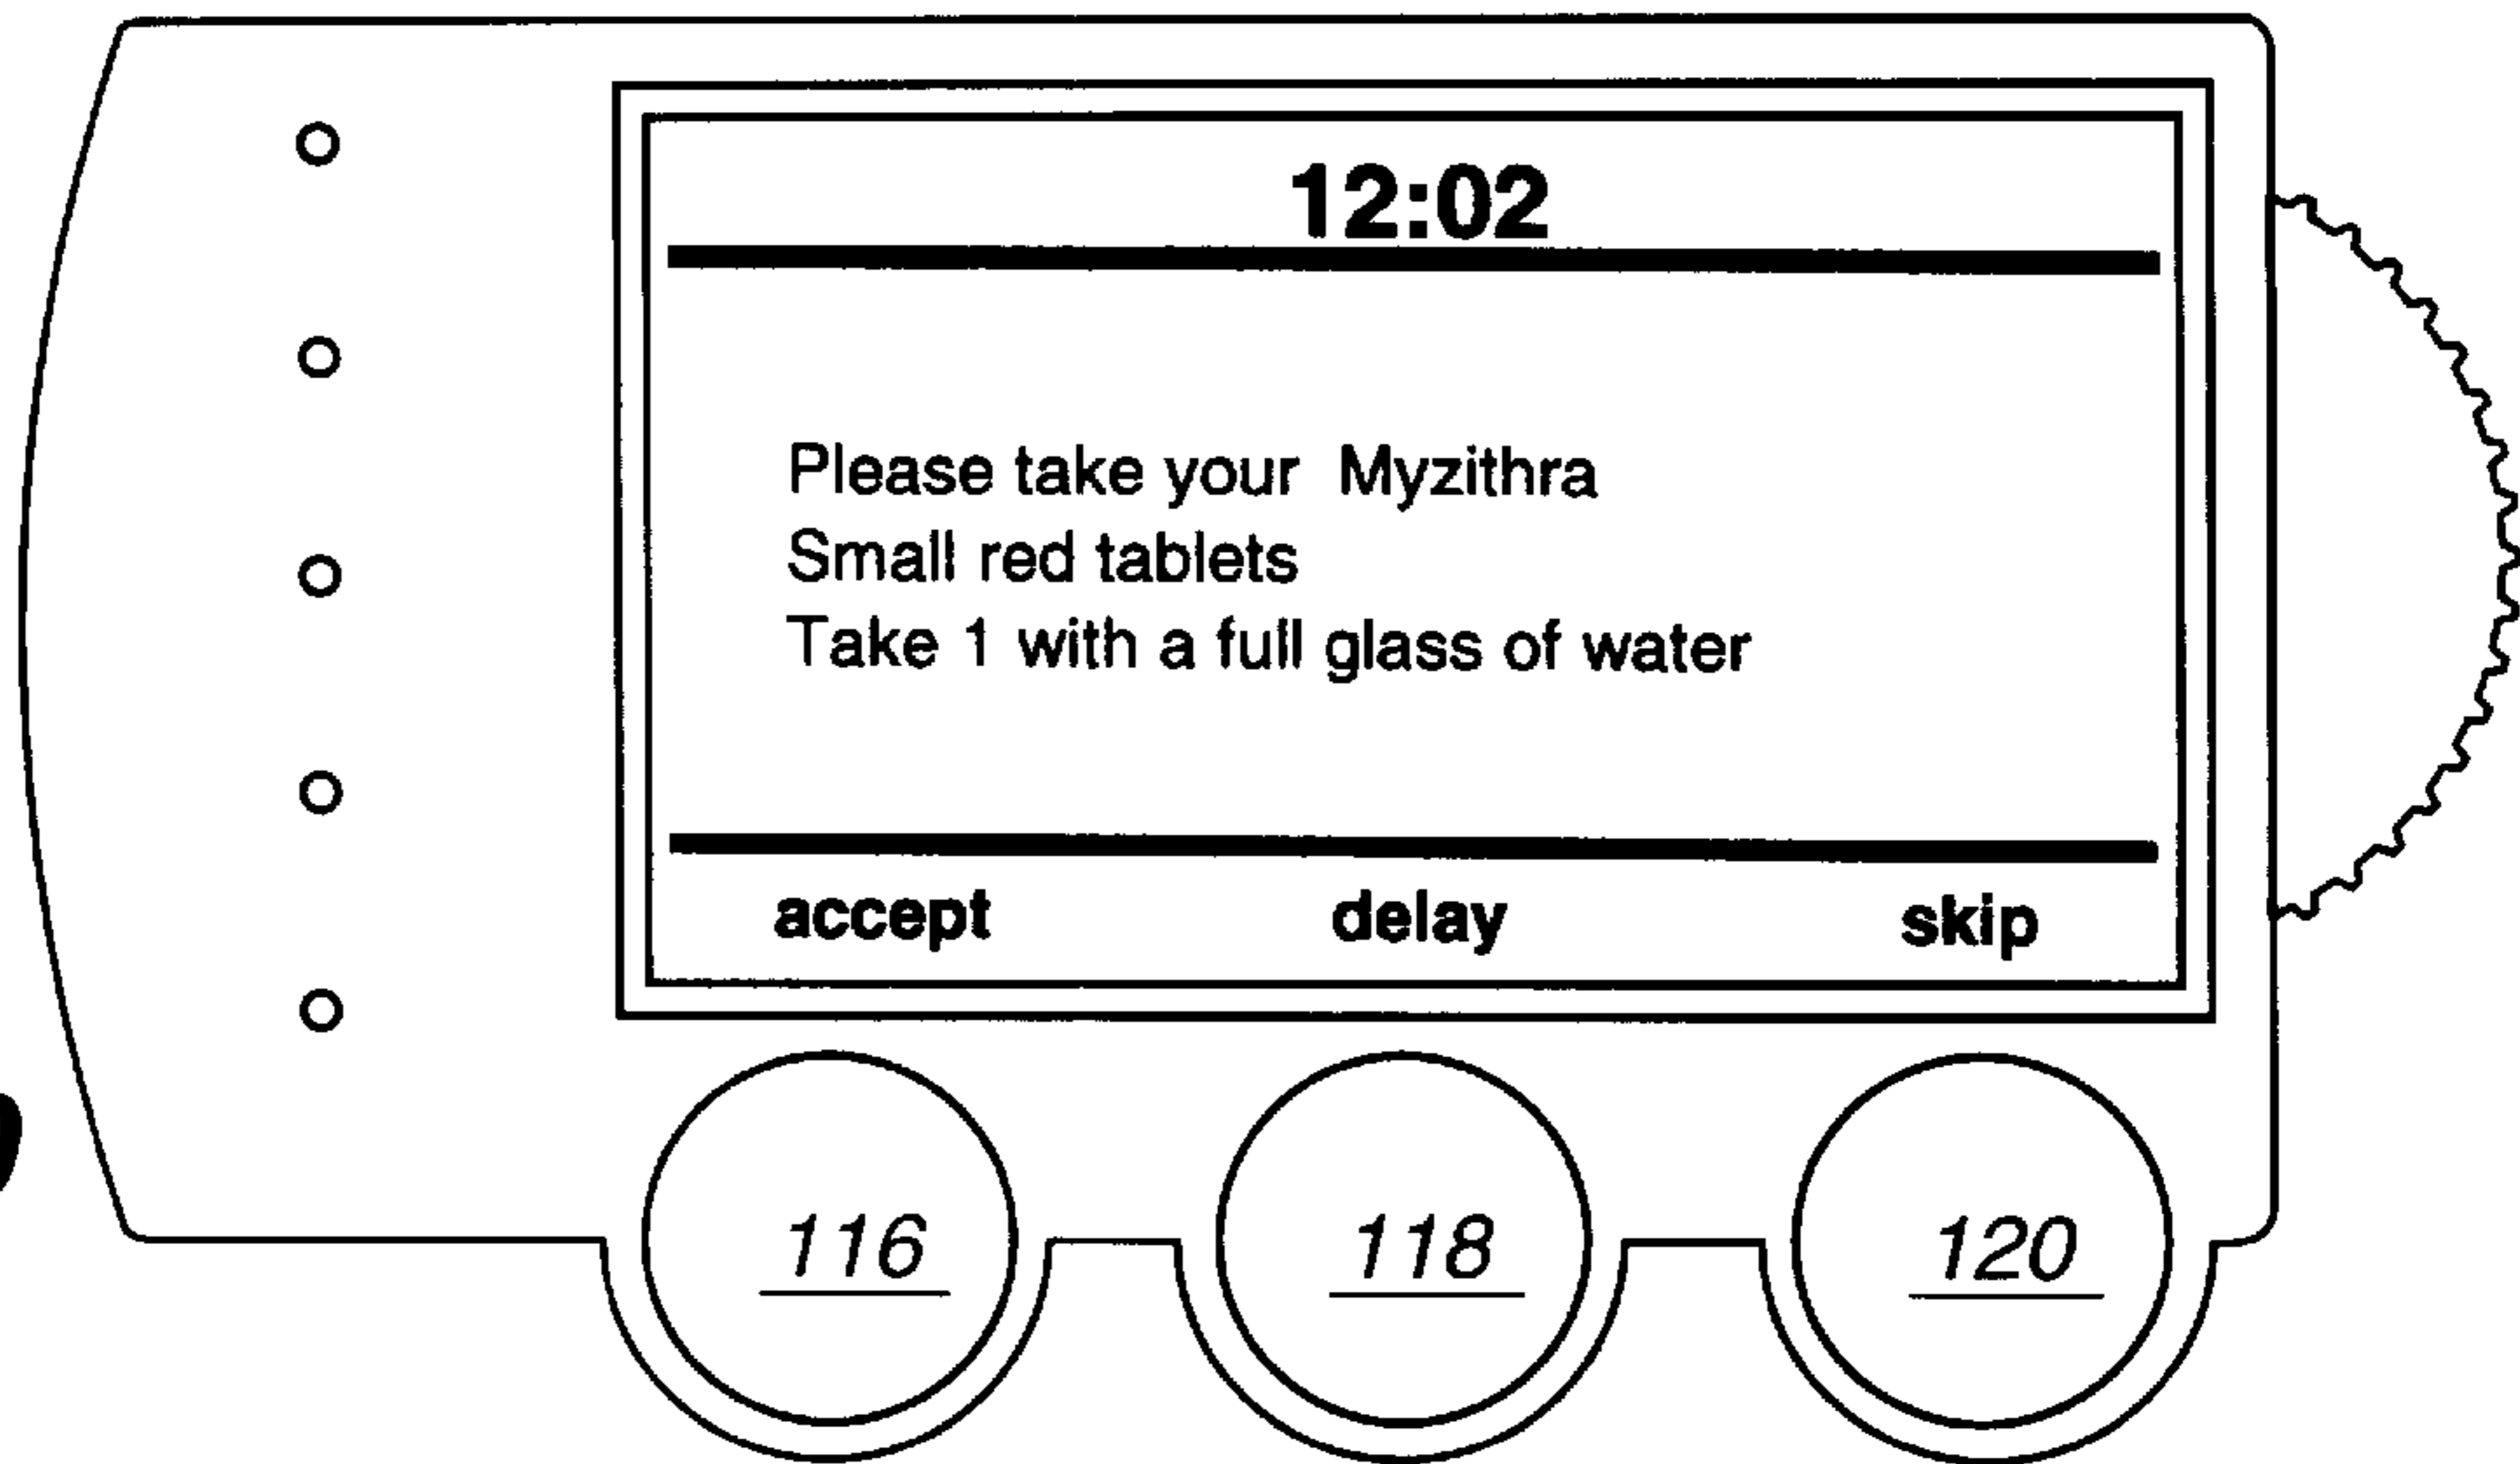 12:02
Please take your Myzithra
Small red tablets
Take 1 with a full glass of water
accept delay skip
116 118 120